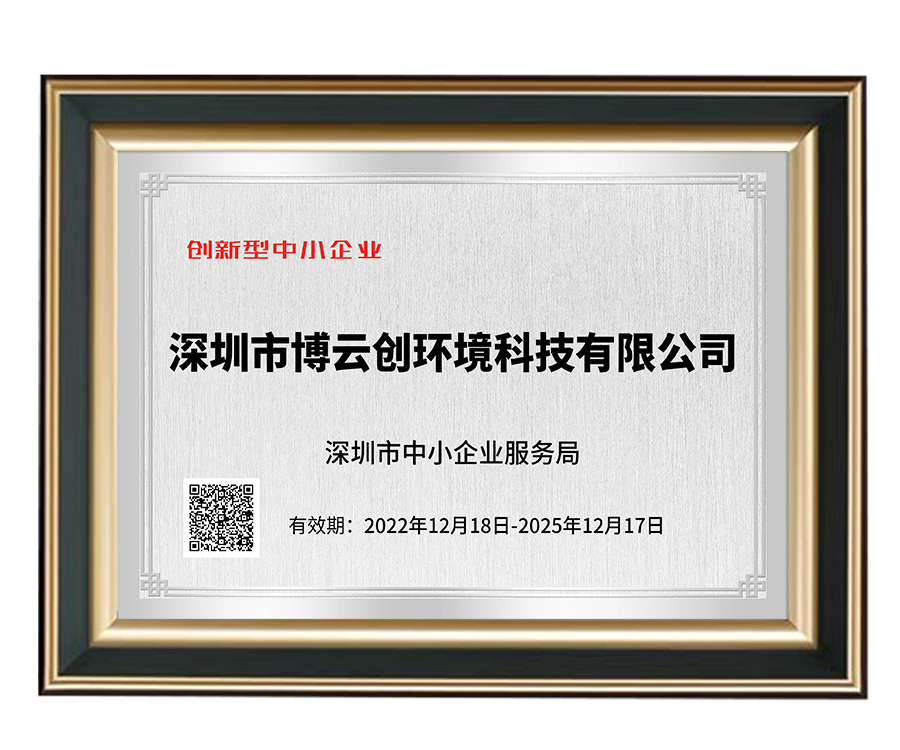 创新型中小企业
深圳市博云创环境科技有限公司
深圳市中小企业服务局
有效期：2022年12月18日-2025年12月17日